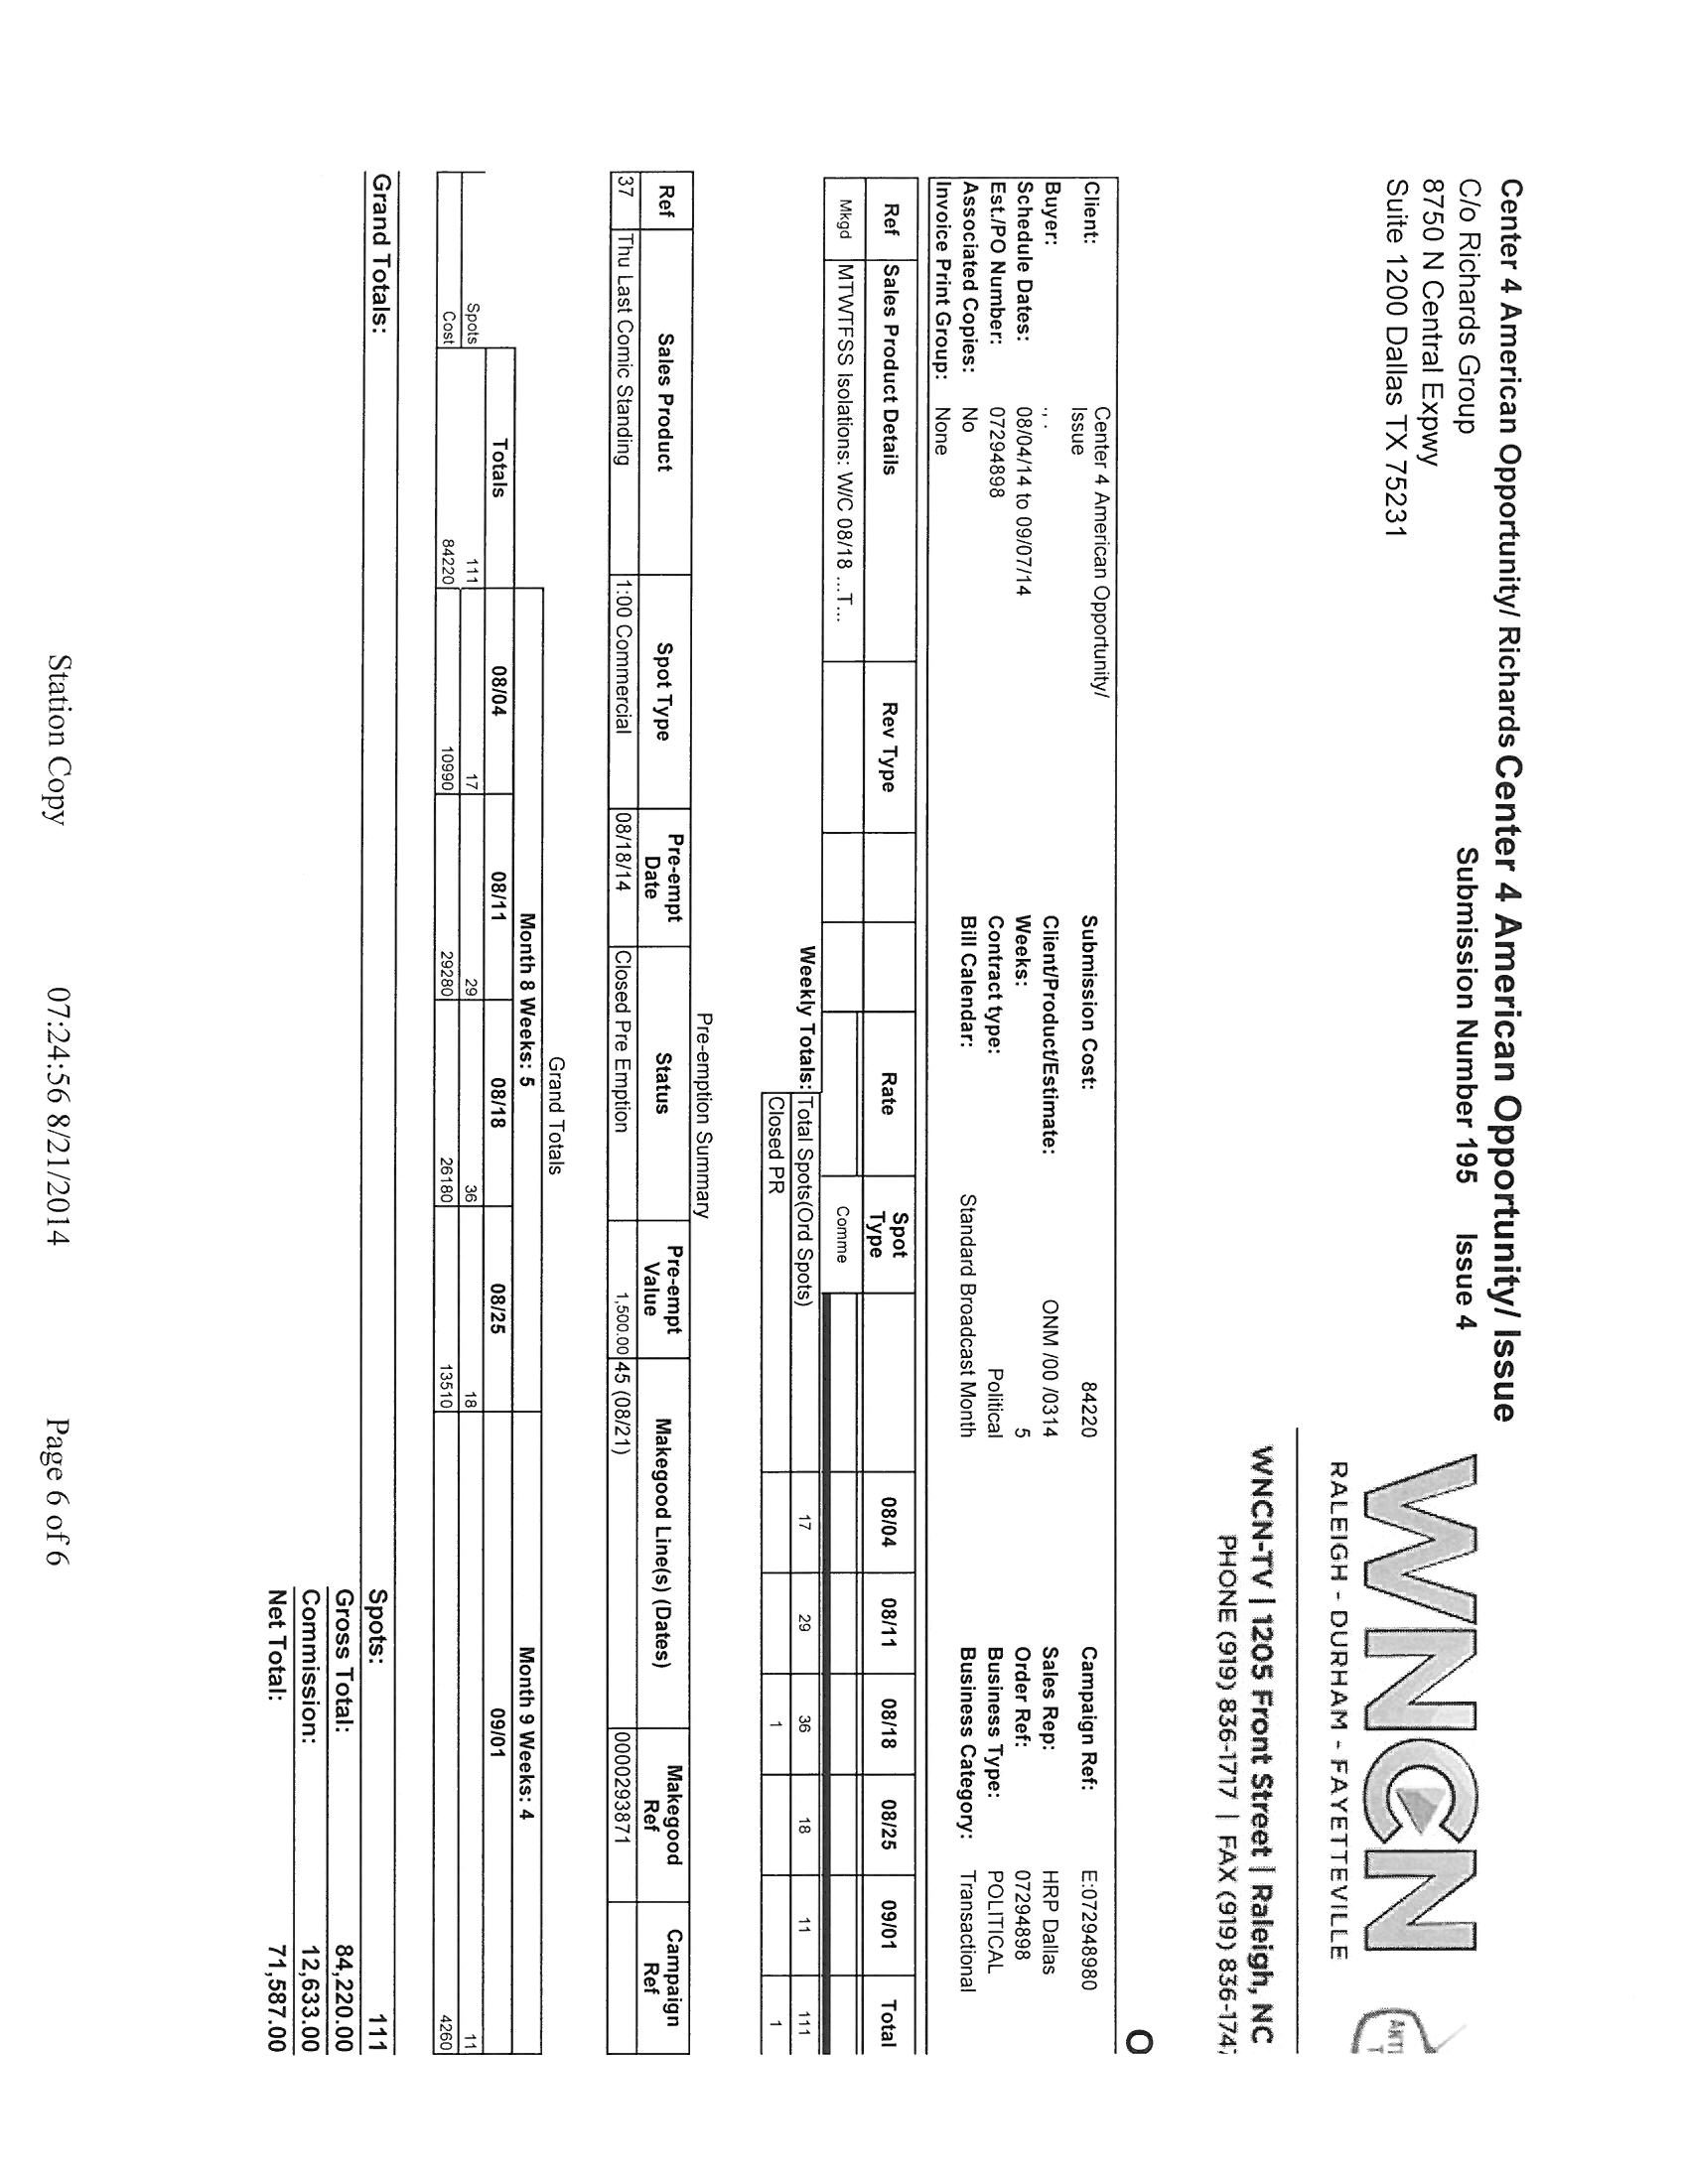 Center 4 American Opportunity/ Richards Center 4 American Opportunity/ Issue
C/o Richards Group
Submission Number 195 Issue 4
8750 N Central Expwy
Suite 1200 Dallas TX 75231
WNCN
RALEIGH - DURHAM - FAYETTEVILLE
WNCN-TV | 1205 Front Street | Raleigh, NC
PHONE (919) 836-1717 | FAX (919) 836-174
O
Client: Center 4 American Opportunity/ Issue Submission Cost: 84220 Campaign Ref: E:07294898O
Buyer: ., . Client/Product/Estimate: ONM /00 /0314 Sales Rep: HRP Dallas
Schedule Dates: 08/04/14 to 09/07/14 Weeks: 5 Order Ref: 07294898
Est./PO Number: 07294898 Contract type: Political Business Type: POLITICAL
Associated Copies: No Bill Calendar: Standard Broadcast Month Business Category: Transactional
Invoice Print Group: None
Ref Sales Product Details Rev Type Rate Spot Type 08/04 08/11 08/18 08/25 09/01 Total
Mkgd MTWTFSS Isolations: W/C 08/18 ...T... Comme
Weekly Totals: Total Spots(Ord Spots) 17 29 36 18 11 111
Closed PR 1 1
Pre-emption Summary
Ref Sales Product Spot Type Pre-empt Date Status Pre-empt Value Makegood Line(s) (Dates) Makegood Ref Campaign Ref
37 Thu Last Comic Standing 1:00 Commercial 08/18/14 Closed Pre Emption 1,500.00 45 (08/21) 0000293871
Grand Totals
Month 8 Weeks: 5 Month 9 Weeks: 4
Totals 08/04 08/11 08/18 08/25 09/01
Spots 111 17 29 36 18 11
Cost 84220 10990 29280 26180 13510 4260
Grand Totals: Spots: 111
Gross Total: 84,220.00
Commission: 12,633.00
Net Total: 71,587.00
Station Copy 07:24:56 8/21/2014 Page 6 of 6